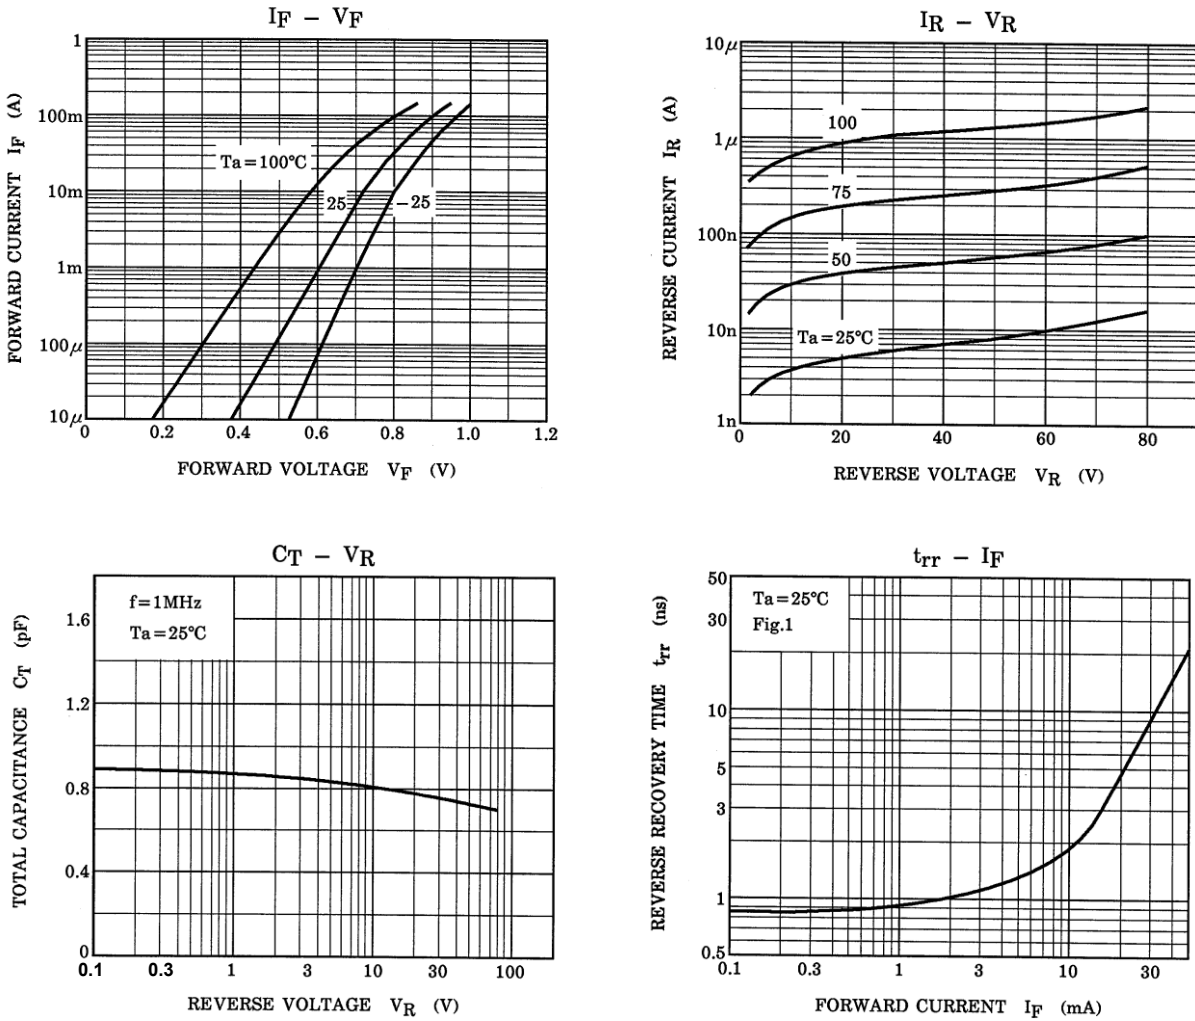 IF – VF
FORWARD CURRENT IF (A)
1
100m
10m
1m
100μ
10μ
Ta=100°C
25
−25
0 0.2 0.4 0.6 0.8 1.0 1.2
FORWARD VOLTAGE VF (V)
IR – VR
REVERSE CURRENT IR (A)
10μ
1μ
100n
10n
1n
100
75
50
Ta=25°C
0 20 40 60 80
REVERSE VOLTAGE VR (V)
CT – VR
TOTAL CAPACITANCE CT (pF)
f=1MHz
Ta=25°C
1.6
1.2
0.8
0.4
0
0.1 0.3 1 3 10 30 100
REVERSE VOLTAGE VR (V)
trr – IF
REVERSE RECOVERY TIME trr (ns)
Ta=25°C
Fig.1
50
30
10
5
3
1
0.5
0.1 0.3 1 3 10 30
FORWARD CURRENT IF (mA)